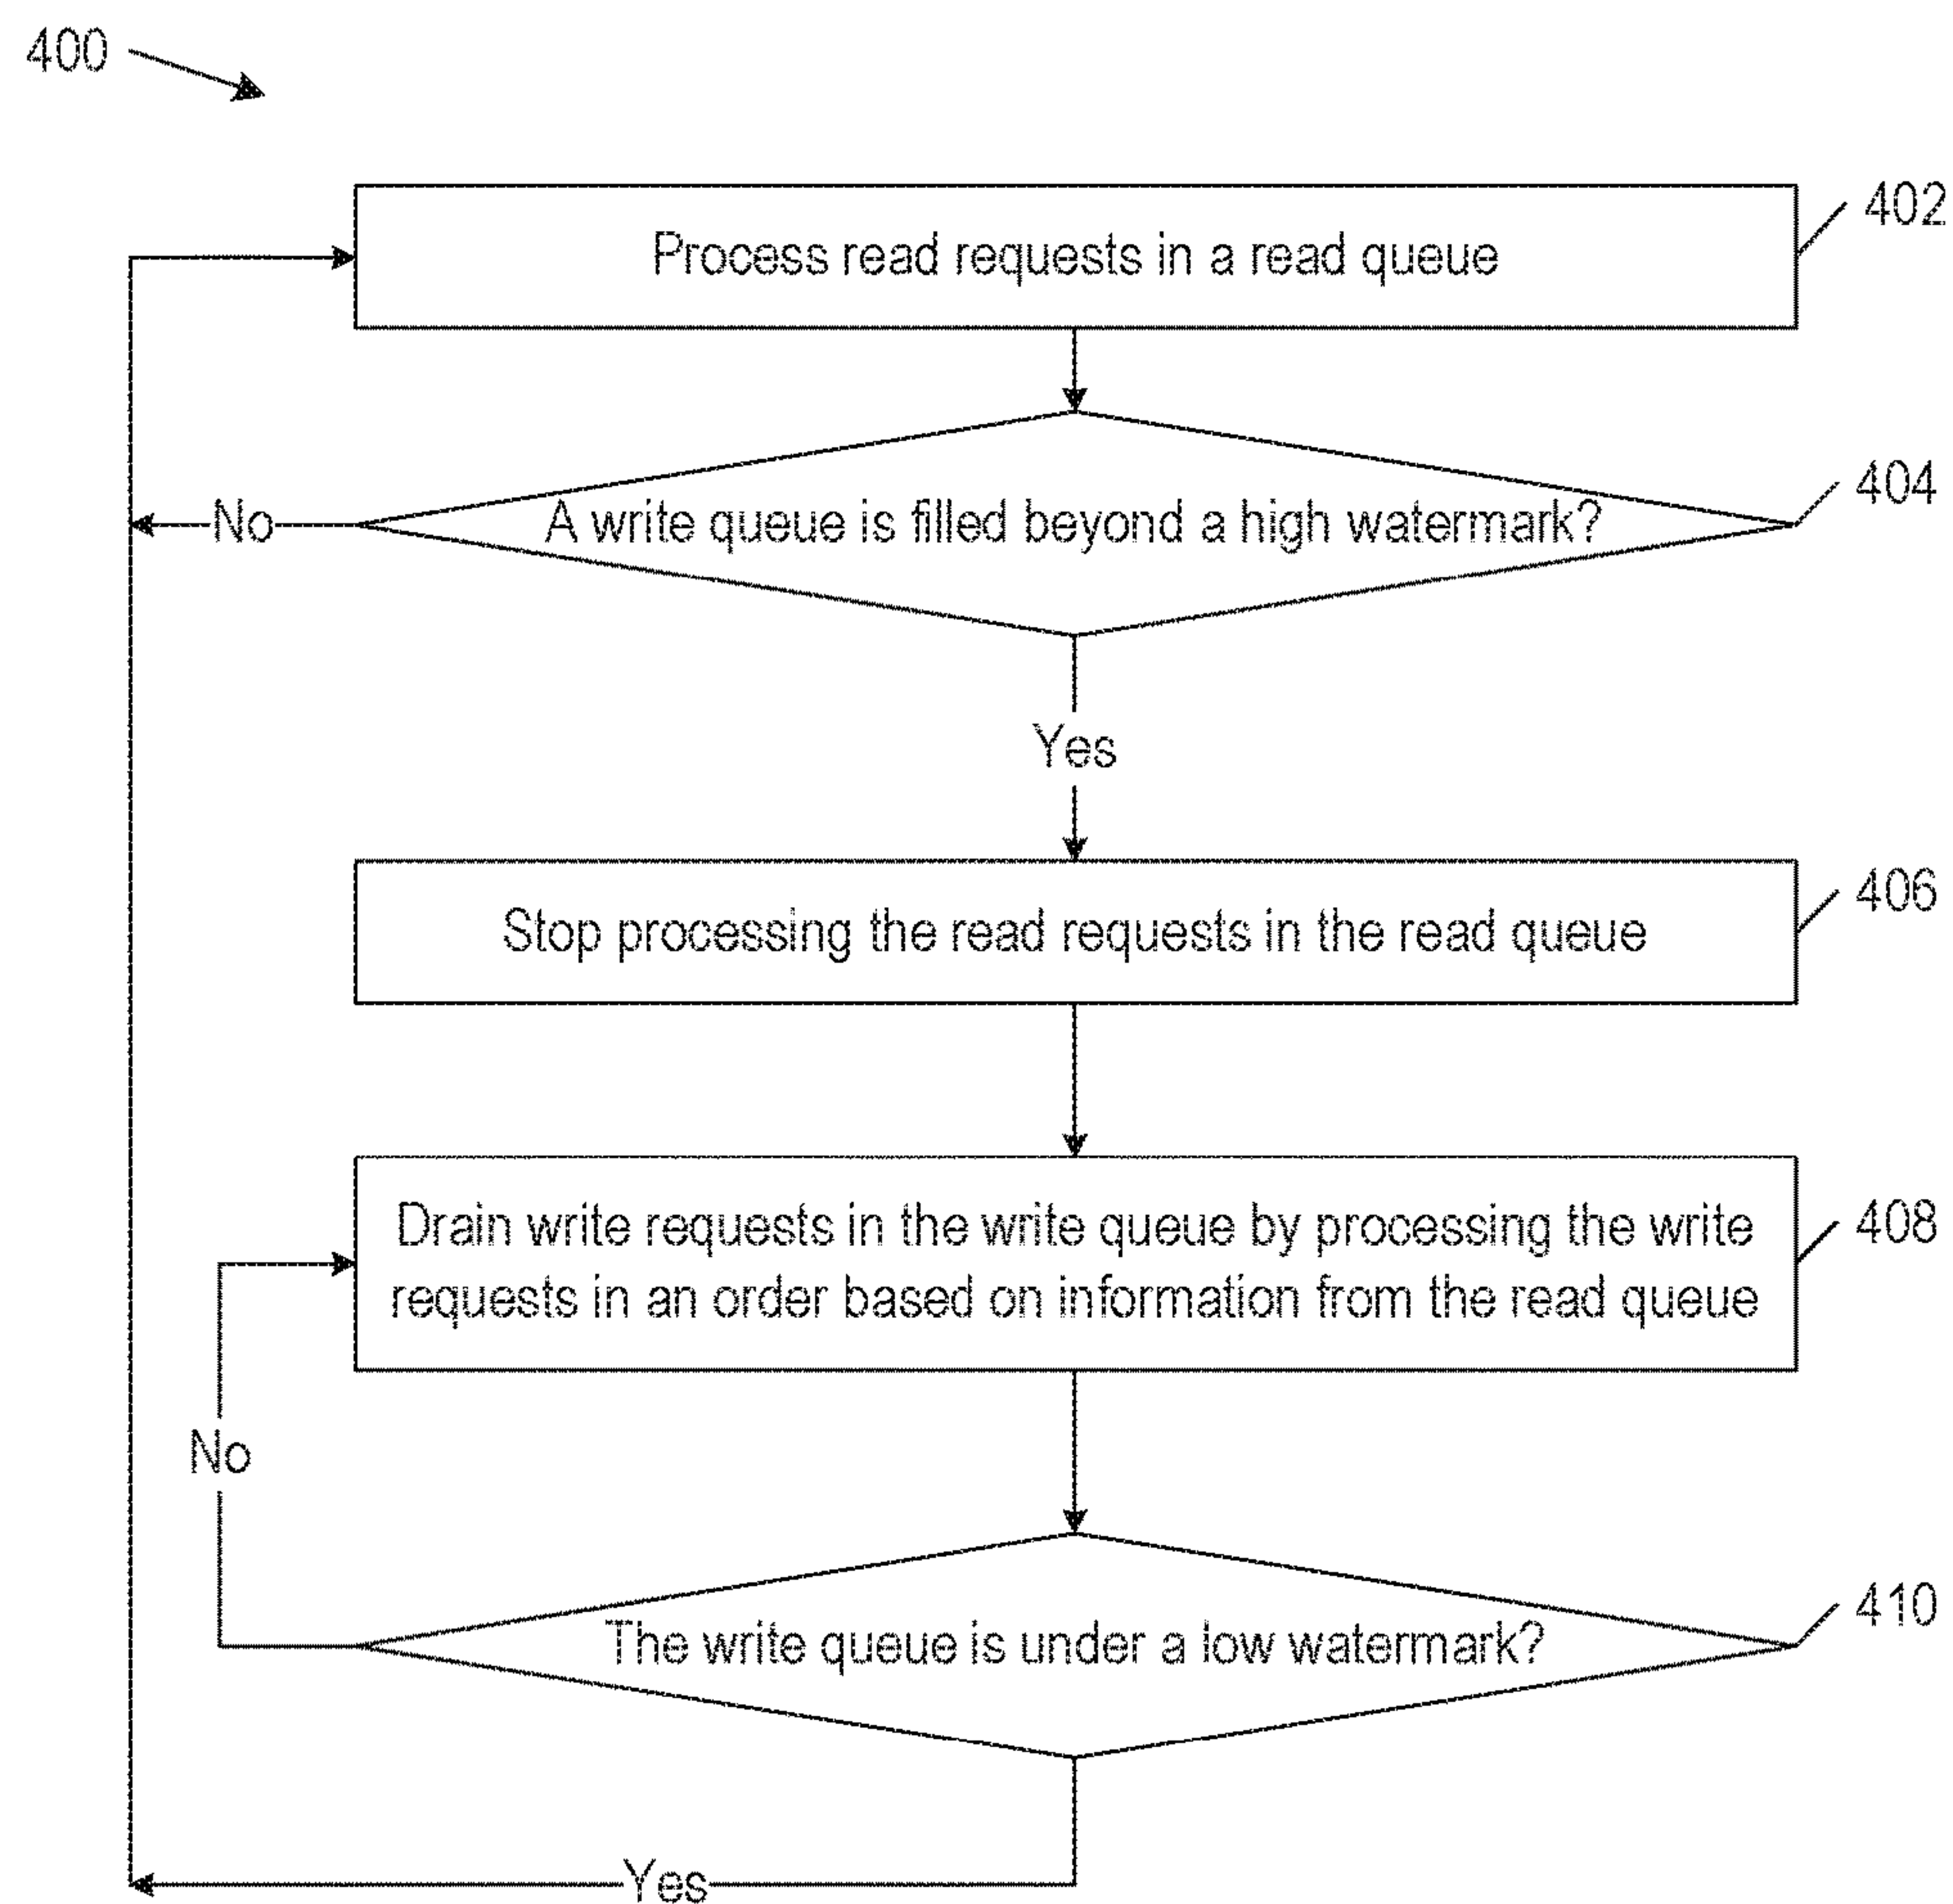 400
Process read requests in a read queue
402
A write queue is filled beyond a high watermark?
404
No
Yes
Stop processing the read requests in the read queue
406
Drain write requests in the write queue by processing the write
requests in an order based on information from the read queue
408
No
The write queue is under a low watermark?
410
Yes